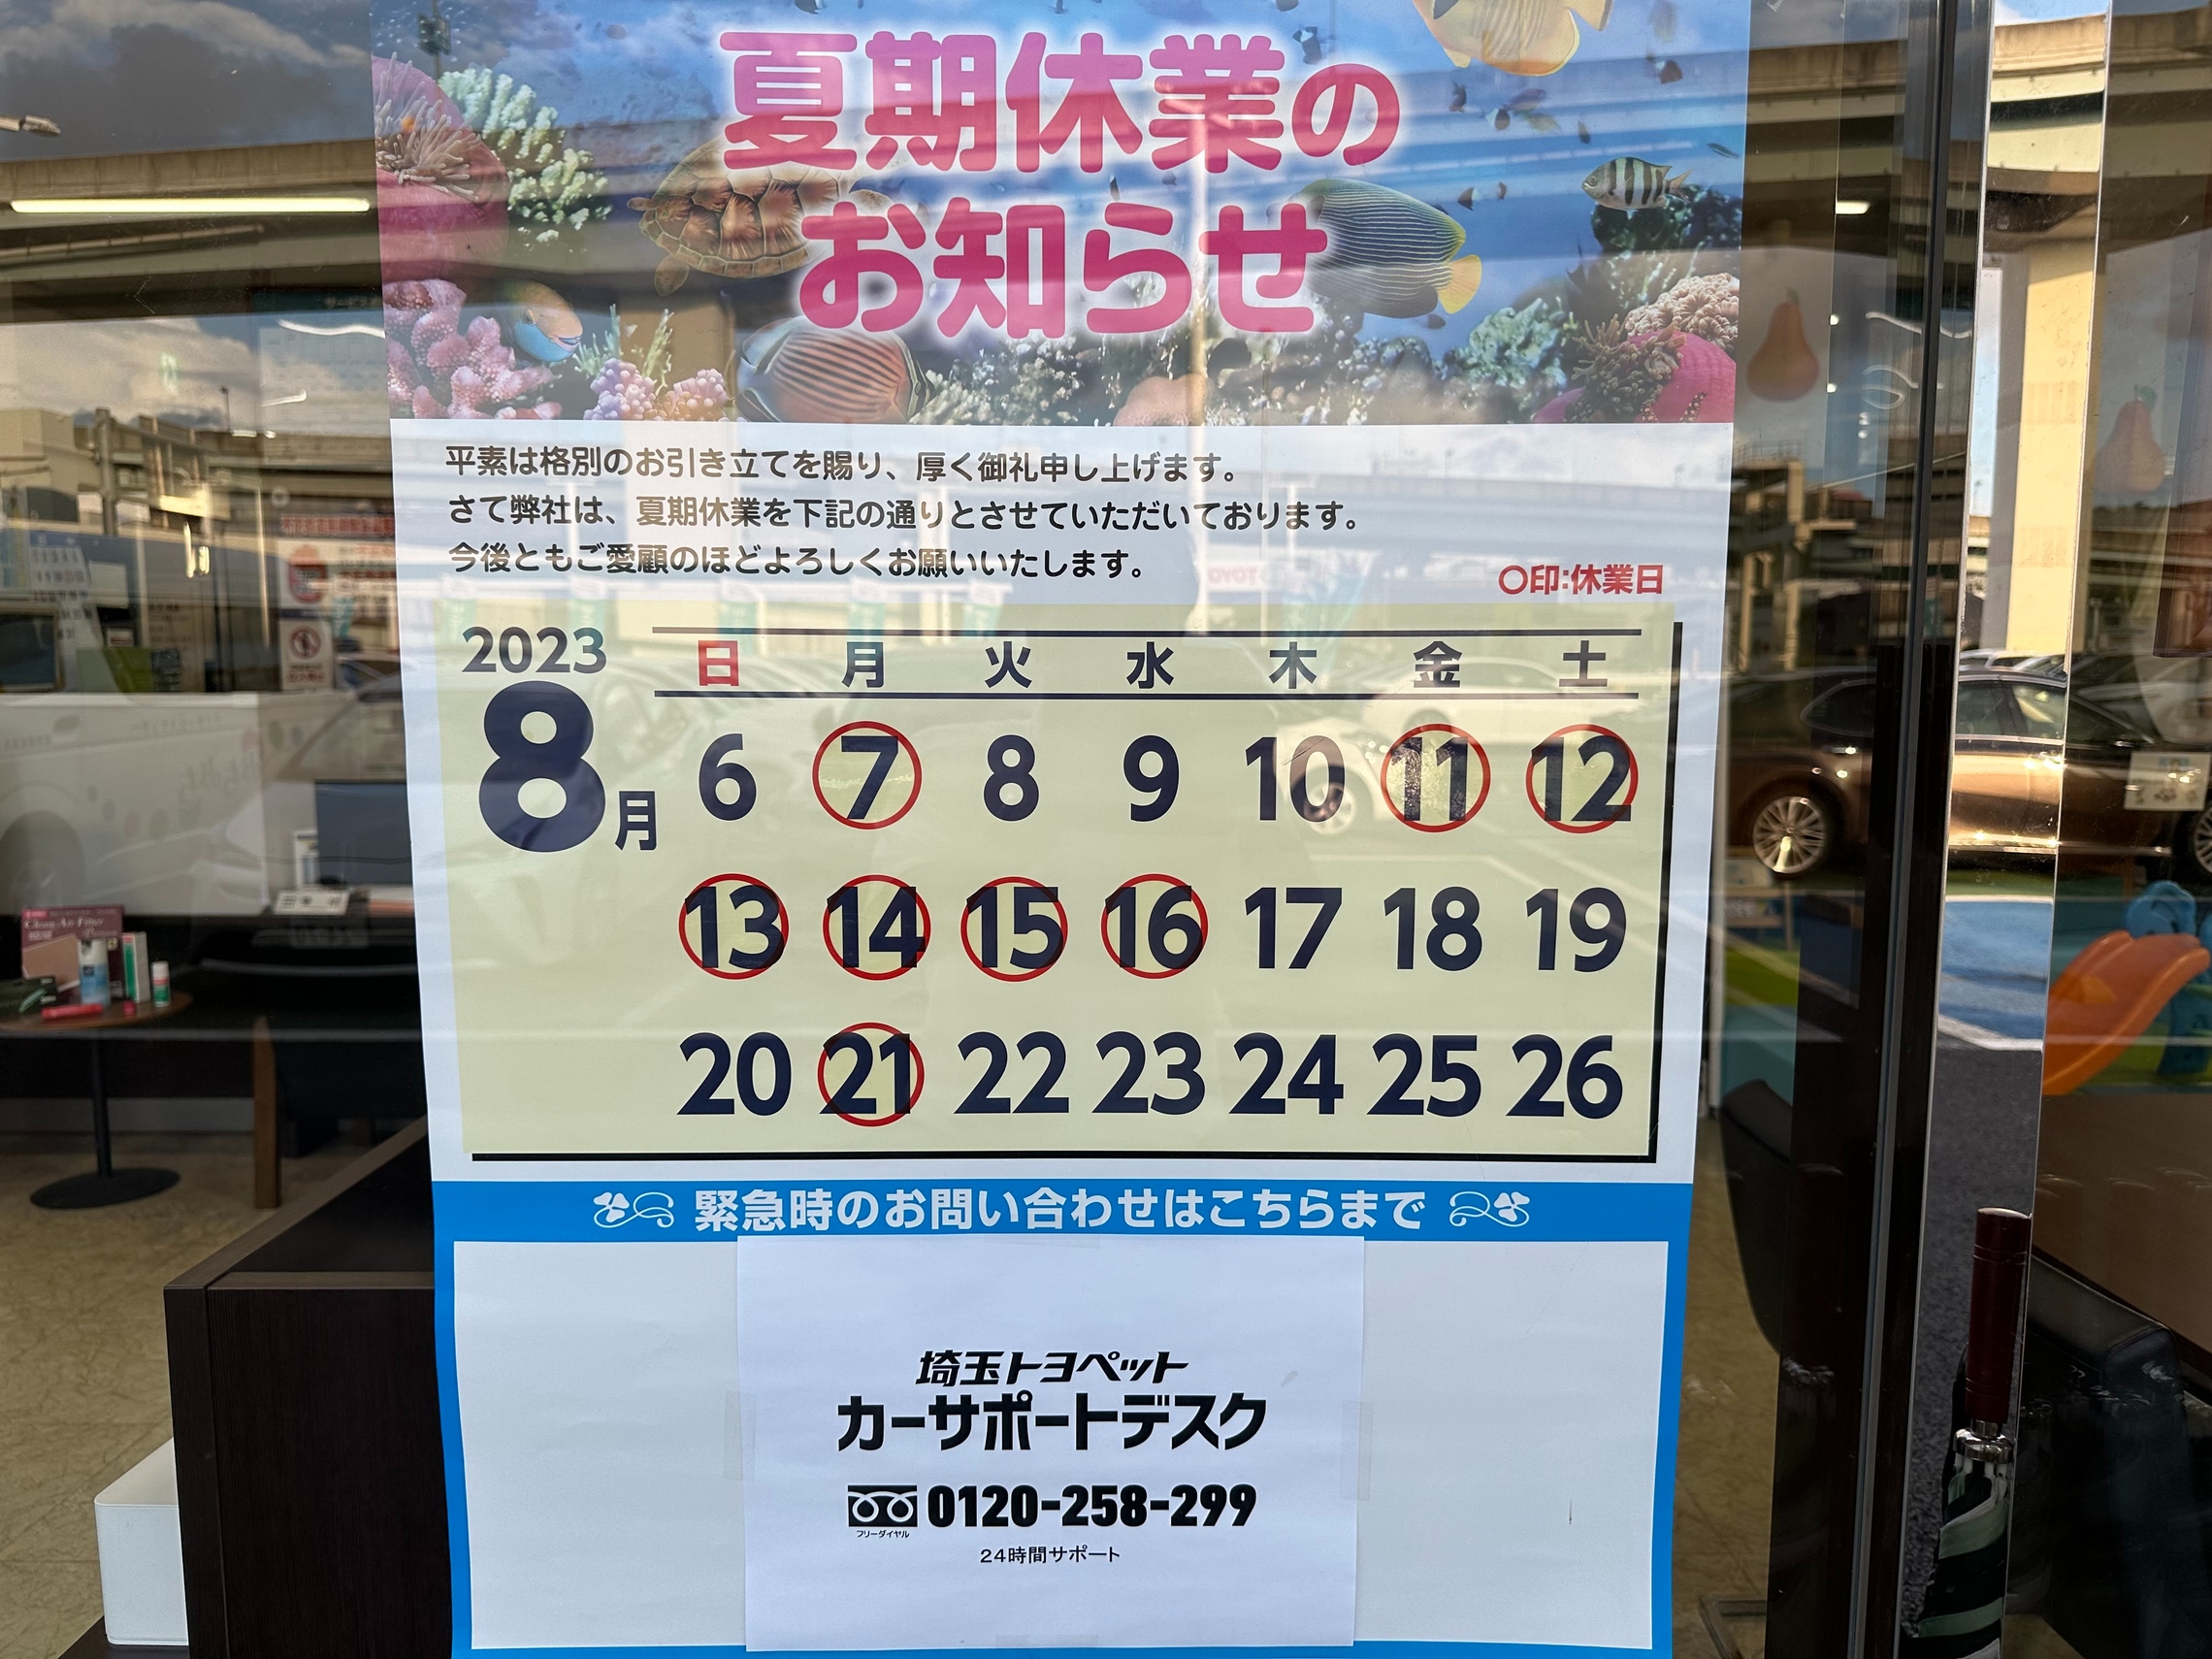 夏期休業の
お知らせ
平素は格別のお引き立てを賜り、厚く御礼申し上げます。
さて弊社は、夏期休業を下記の通りとさせていただいております。
今後ともご愛顧のほどよろしくお願いいたします。
〇印:休業日
2023
8月
日 月 火 水 木 金 土
6 7 8 9 10 11 12
13 14 15 16 17 18 19
20 21 22 23 24 25 26
緊急時のお問い合わせはこちらまで
埼玉トヨペット
カーサポートデスク
フリーダイヤル
0120-258-299
24時間サポート